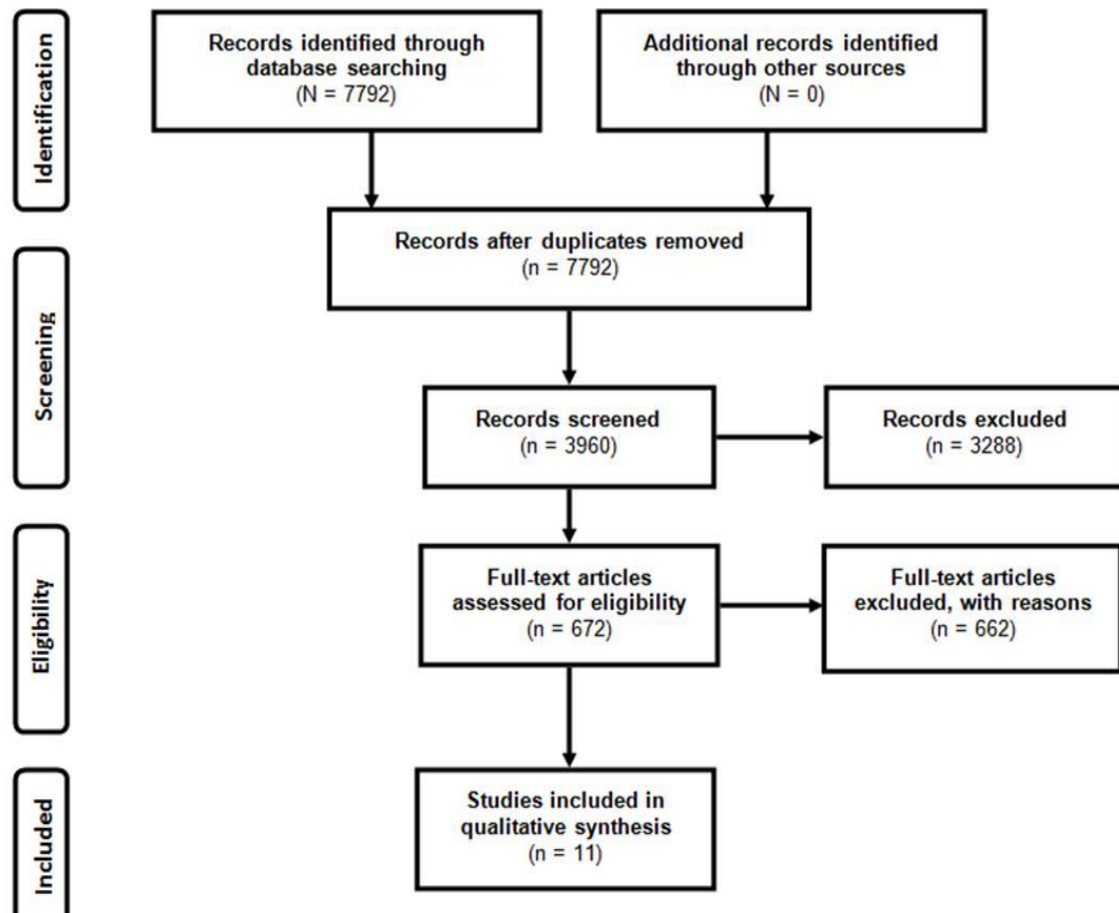 Identification
Records identified through
database searching
(N = 7792)
Additional records identified
through other sources
(N = 0)
Records after duplicates removed
(n = 7792)
Screening
Records screened
(n = 3960)
Records excluded
(n = 3288)
Eligibility
Full-text articles
assessed for eligibility
(n = 672)
Full-text articles
excluded, with reasons
(n = 662)
Included
Studies included in
qualitative synthesis
(n = 11)